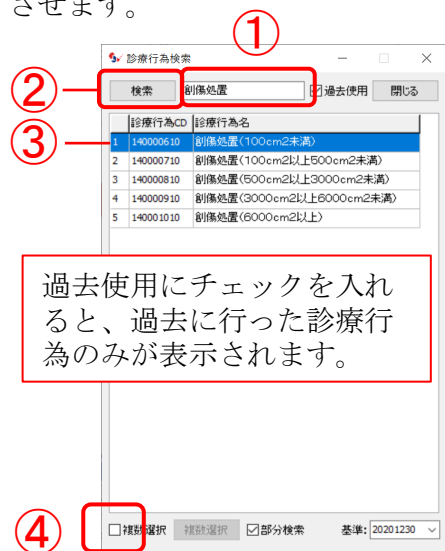 させます。
①
診療行為検索
② 検索 創傷処置 過去使用 閉じる
診療行為CD 診療行為名
③ 1 140000610 創傷処置(100cm2未満)
2 140000710 創傷処置(100cm2以上500cm2未満)
3 140000810 創傷処置(500cm2以上3000cm2未満)
4 140000910 創傷処置(3000cm2以上6000cm2未満)
5 140001010 創傷処置(6000cm2以上)
過去使用にチェックを入れ
ると、過去に行った診療行
為のみが表示されます。
④ 複数選択 複数選択 部分検索 基準: 20201230